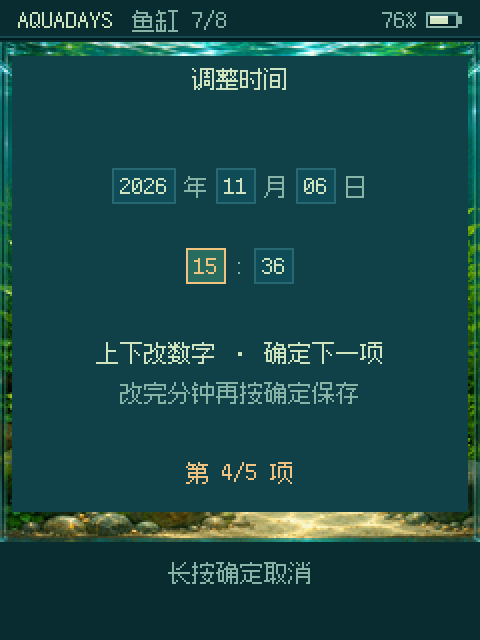 AQUADAYS 鱼缸 7/8 76%
调整时间
2026 年 11 月 06 日
15 : 36
上下改数字 · 确定下一项
改完分钟再按确定保存
第 4/5 项
长按确定取消